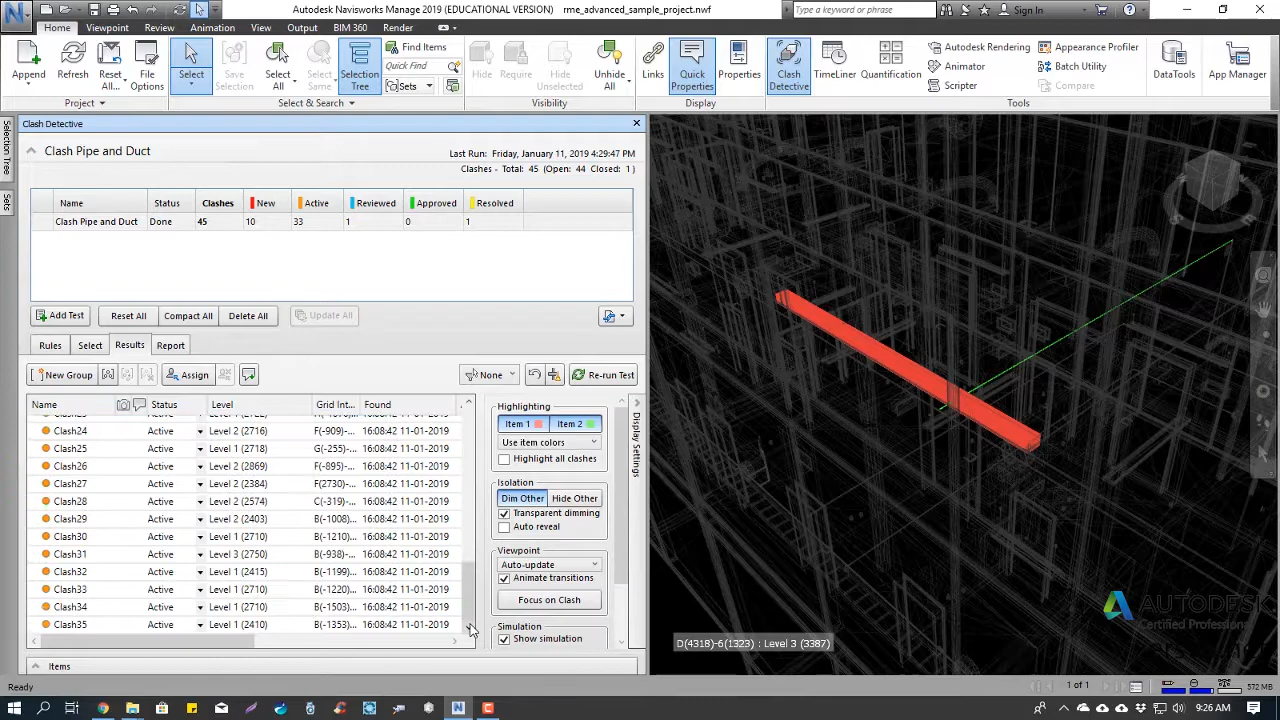 Autodesk Navisworks Manage 2019 (EDUCATIONAL VERSION) rme_advanced_sample_project.nwf
Type a keyword or phrase
Sign In
Home Viewpoint Review Animation View Output BIM 360 Render
Append
Refresh
Reset All...
File Options
Project
Select
Save Selection
Select All
Select Same
Selection Tree
Find Items
Quick Find
Sets
Select & Search
Hide
Require
Hide Unselected
Unhide All
Visibility
Links
Quick Properties
Properties
Display
Clash Detective
TimeLiner
Quantification
Autodesk Rendering
Animator
Scripter
Appearance Profiler
Batch Utility
Compare
Tools
DataTools
App Manager
Selection Tree
Sets
Clash Detective
Clash Pipe and Duct
Last Run: Friday, January 11, 2019 4:29:47 PM
Clashes - Total: 45 (Open: 44 Closed: 1 )
Name Status Clashes New Active Reviewed Approved Resolved
Clash Pipe and Duct Done 45 10 33 1 0 1
Add Test Reset All Compact All Delete All Update All
Rules Select Results Report
New Group Assign None Re-run Test
Name Status Level Grid Int... Found
Clash24 Active Level 2 (2716) F(-909)-... 16:08:42 11-01-2019
Clash25 Active Level 1 (2718) G(-255)-... 16:08:42 11-01-2019
Clash26 Active Level 2 (2869) F(-895)-... 16:08:42 11-01-2019
Clash27 Active Level 2 (2384) F(2730)-... 16:08:42 11-01-2019
Clash28 Active Level 2 (2574) C(-319)-... 16:08:42 11-01-2019
Clash29 Active Level 2 (2403) B(-1008)... 16:08:42 11-01-2019
Clash30 Active Level 1 (2710) B(-1210)... 16:08:42 11-01-2019
Clash31 Active Level 3 (2750) B(-938)-... 16:08:42 11-01-2019
Clash32 Active Level 1 (2415) B(-1199)... 16:08:42 11-01-2019
Clash33 Active Level 1 (2710) B(-1220)... 16:08:42 11-01-2019
Clash34 Active Level 1 (2710) B(-1503)... 16:08:42 11-01-2019
Clash35 Active Level 1 (2410) B(-1353)... 16:08:42 11-01-2019
Highlighting
Item 1 Item 2
Use item colors
Highlight all clashes
Isolation
Dim Other Hide Other
Transparent dimming
Auto reveal
Viewpoint
Auto-update
Animate transitions
Focus on Clash
Simulation
Show simulation
Display Settings
Items
D(4318)-6(1323) : Level 3 (3387)
AUTODESK
Certified Professional
Ready
1 of 1
572 MB
9:26 AM